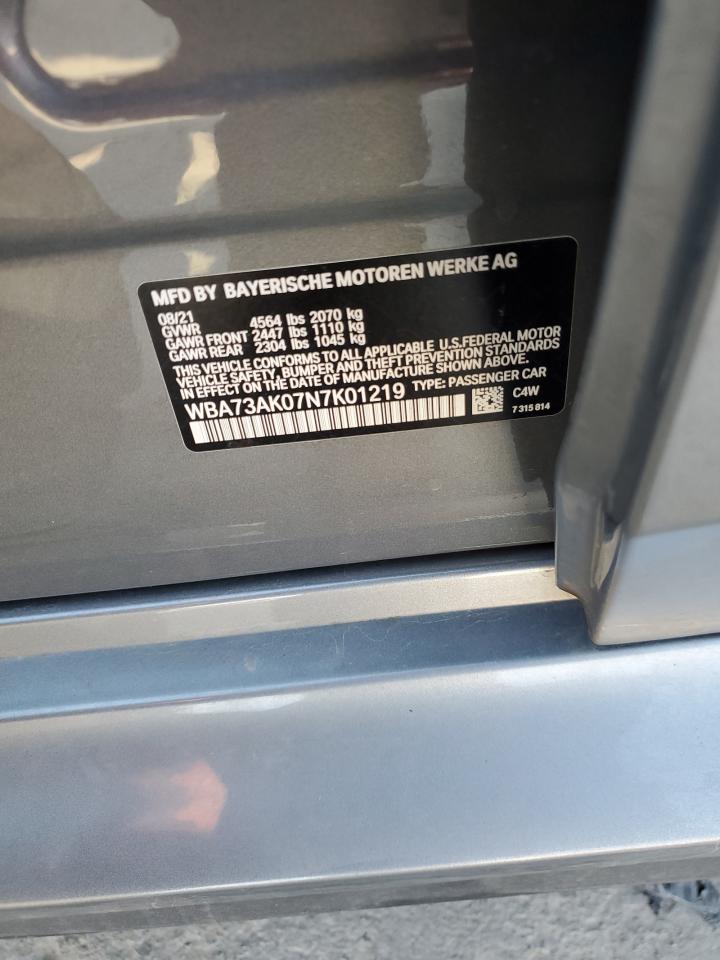 MFD BY BAYERISCHE MOTOREN WERKE AG
08/21
GVWR 4564 lbs 2070 kg
GAWR FRONT 2447 lbs 1110 kg
GAWR REAR 2304 lbs 1045 kg
THIS VEHICLE CONFORMS TO ALL APPLICABLE U.S.FEDERAL MOTOR
VEHICLE SAFETY, BUMPER AND THEFT PREVENTION STANDARDS
IN EFFECT ON THE DATE OF MANUFACTURE SHOWN ABOVE.
WBA73AK07N7K01219 TYPE: PASSENGER CAR
C4W
7 315 814